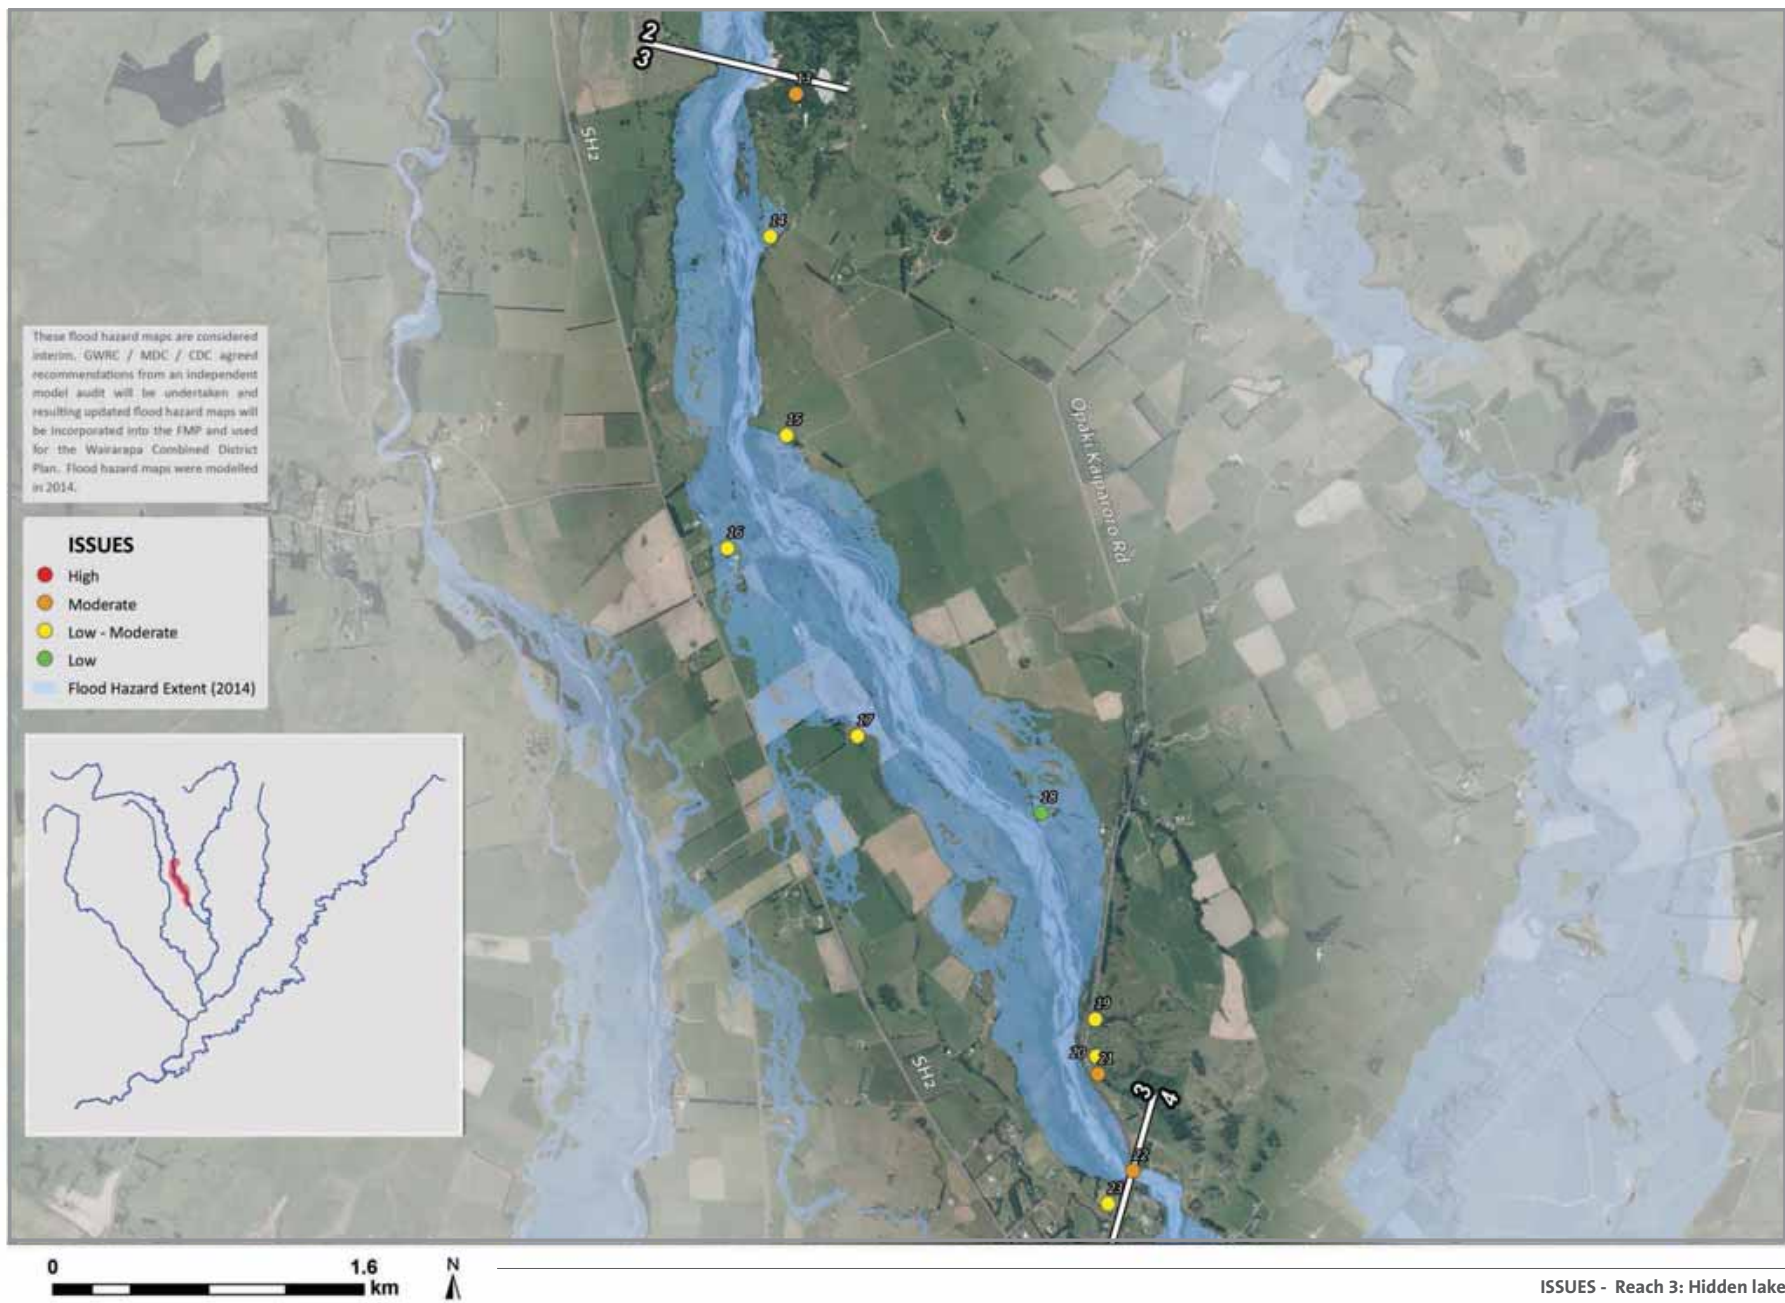 2
3
13
SH2
14
15
Opaki Kaiparoro Rd
16
17
18
19
20
21
SH2
3
4
22
23
These flood hazard maps are considered
interim. GWRC / MDC / CDC agreed
recommendations from an independent
model audit will be undertaken and
resulting updated flood hazard maps will
be incorporated into the FMP and used
for the Wairarapa Combined District
Plan. Flood hazard maps were modelled
in 2014.
ISSUES
High
Moderate
Low - Moderate
Low
Flood Hazard Extent (2014)
0 1.6
km
N
ISSUES - Reach 3: Hidden lake